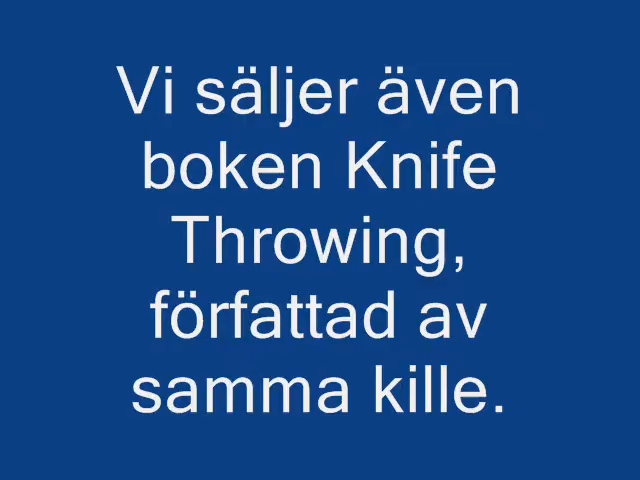 Vi säljer även
boken Knife
Throwing,
författad av
samma kille.